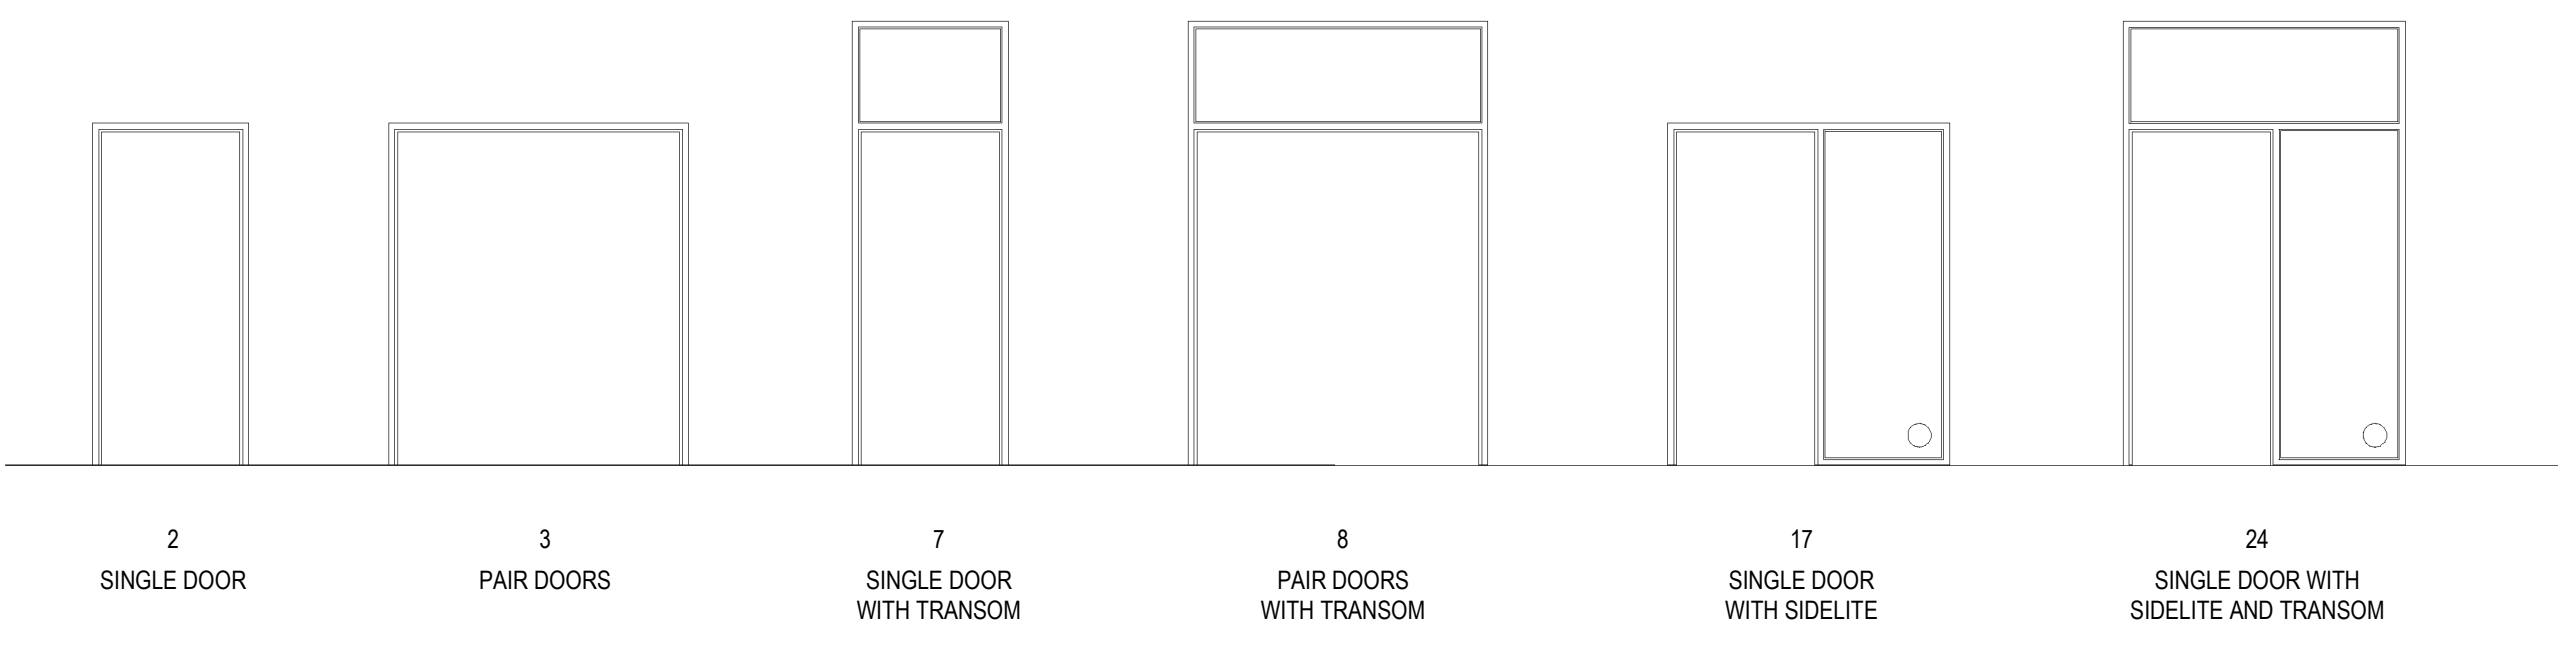 2
SINGLE DOOR
3
PAIR DOORS
7
SINGLE DOOR
WITH TRANSOM
8
PAIR DOORS
WITH TRANSOM
17
SINGLE DOOR
WITH SIDELITE
24
SINGLE DOOR WITH
SIDELITE AND TRANSOM